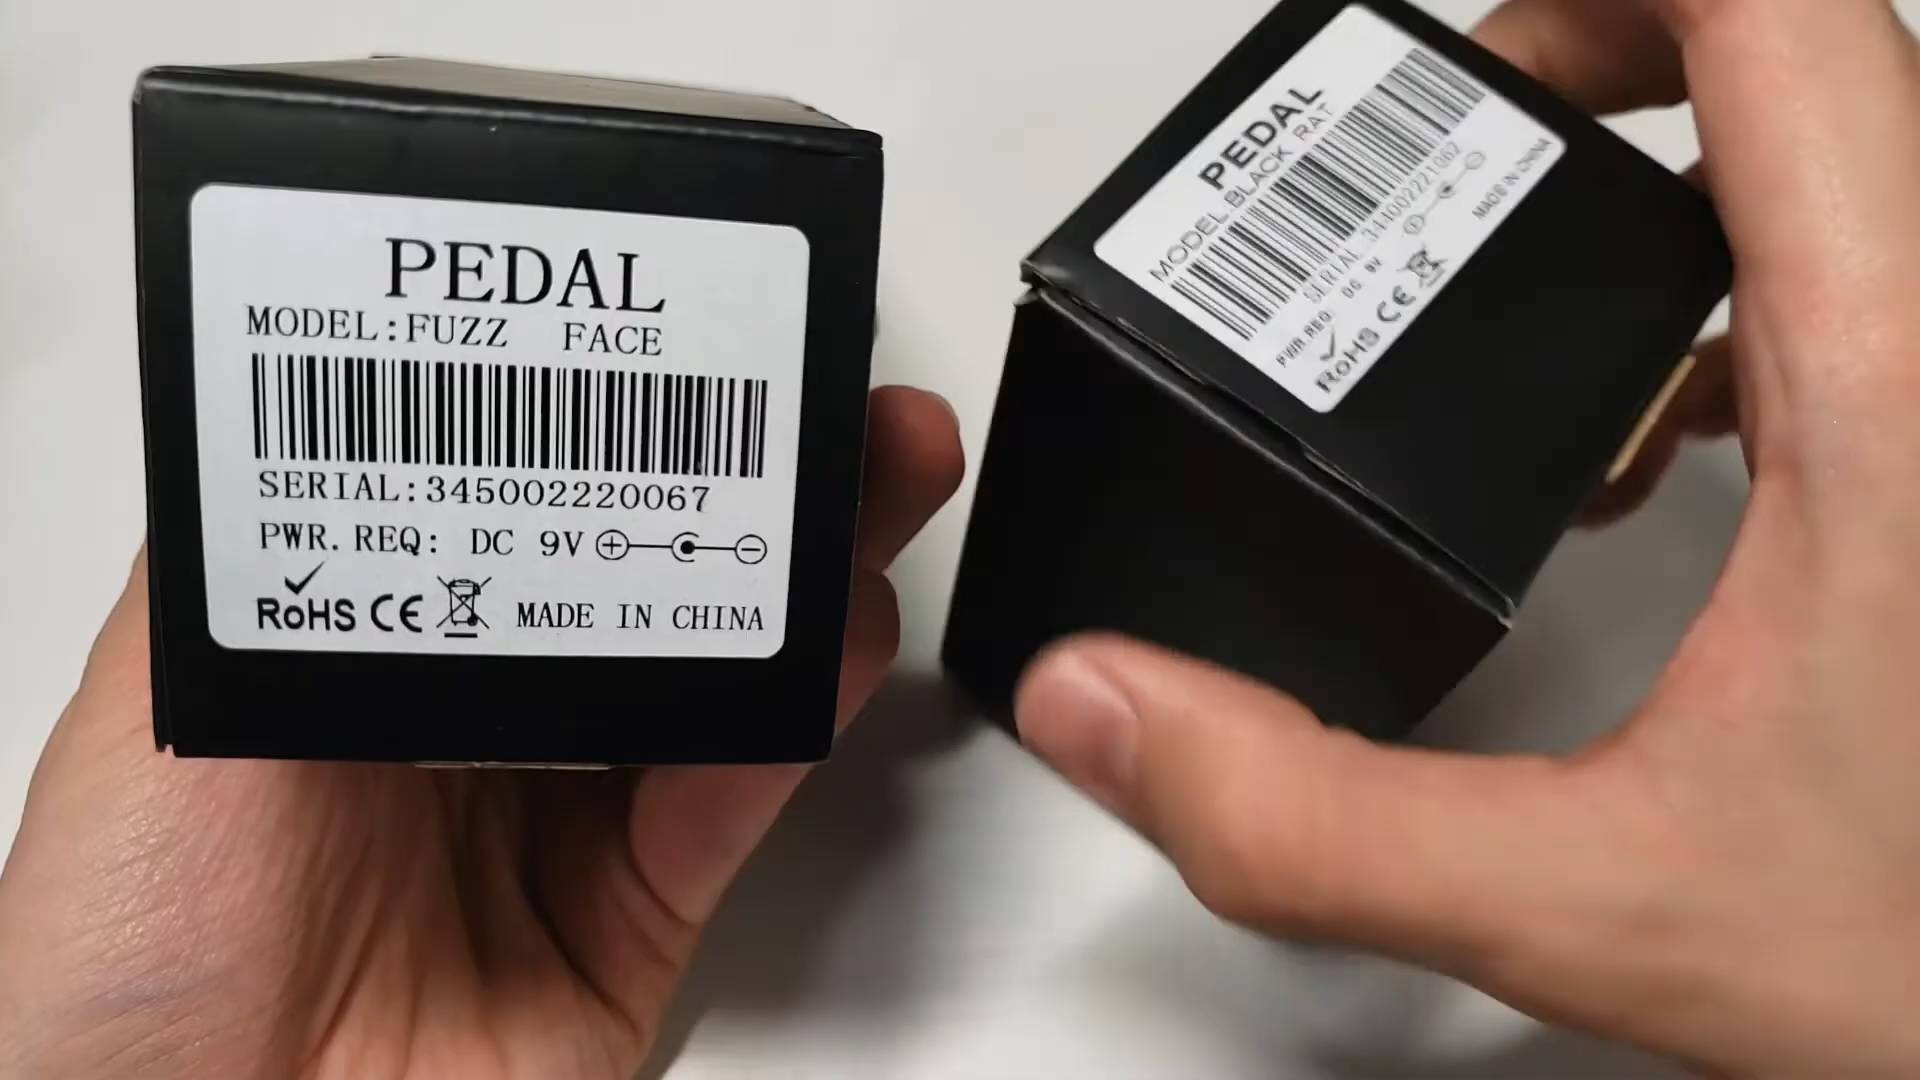 PEDAL
MODEL:FUZZ FACE
SERIAL:345002220067
PWR.REQ: DC 9V
RoHS CE MADE IN CHINA
PEDAL
MODEL:BLACK RAT
SERIAL:344002221062
PWR.REQ: DC 9V
RoHS CE MADE IN CHINA